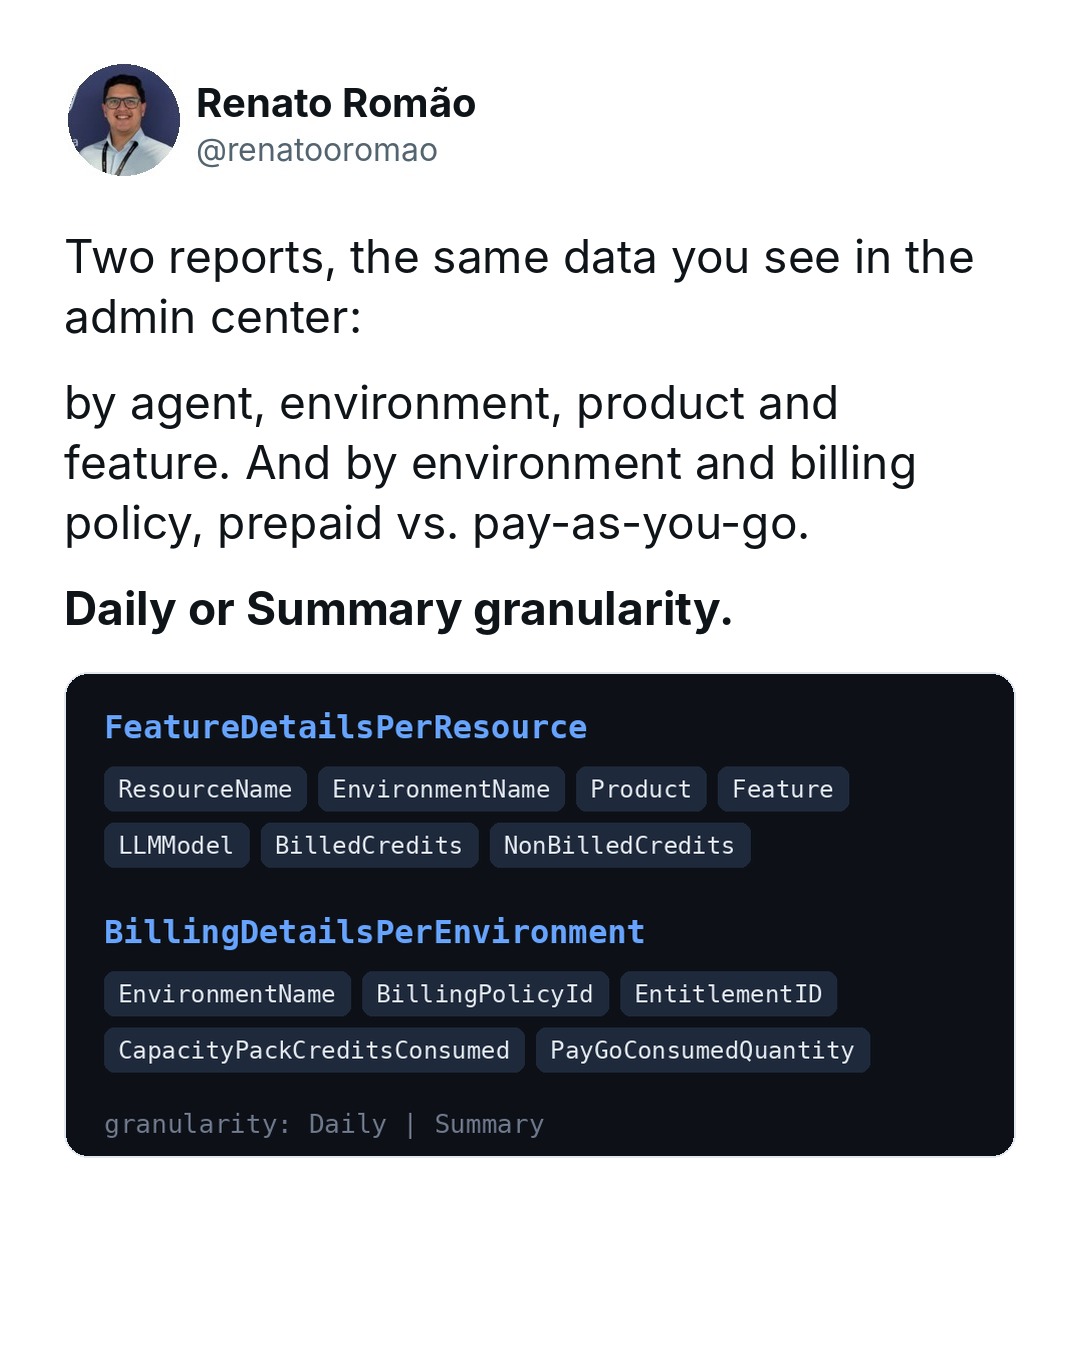 Renato Romão
@renatooromao
Two reports, the same data you see in the
admin center:
by agent, environment, product and
feature. And by environment and billing
policy, prepaid vs. pay-as-you-go.
Daily or Summary granularity.
FeatureDetailsPerResource
ResourceName EnvironmentName Product Feature
LLMModel BilledCredits NonBilledCredits
BillingDetailsPerEnvironment
EnvironmentName BillingPolicyId EntitlementID
CapacityPackCreditsConsumed PayGoConsumedQuantity
granularity: Daily | Summary